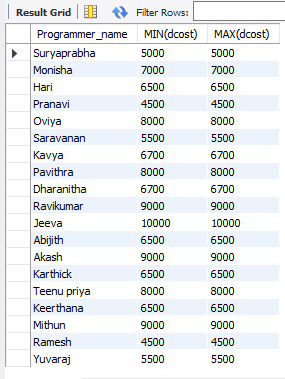 Result Grid Filter Rows:
Programmer_name MIN(dcost) MAX(dcost)
Suryaprabha 5000 5000
Monisha 7000 7000
Hari 6500 6500
Pranavi 4500 4500
Oviya 8000 8000
Saravanan 5500 5500
Kavya 6700 6700
Pavithra 8000 8000
Dharanitha 6700 6700
Ravikumar 9000 9000
Jeeva 10000 10000
Abijith 6500 6500
Akash 9000 9000
Karthick 6500 6500
Teenu priya 8000 8000
Keerthana 6500 6500
Mithun 9000 9000
Ramesh 4500 4500
Yuvaraj 5500 5500